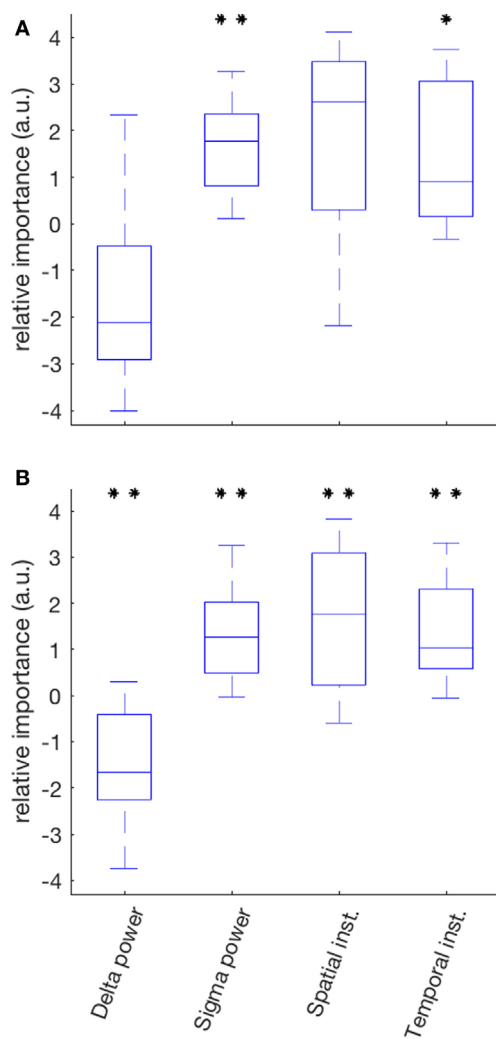 A
** *
4
3
2
1
0
-1
-2
-3
-4
relative importance (a.u.)
B
** ** ** **
4
3
2
1
0
-1
-2
-3
-4
relative importance (a.u.)
Delta power
Sigma power
Spatial inst.
Temporal inst.